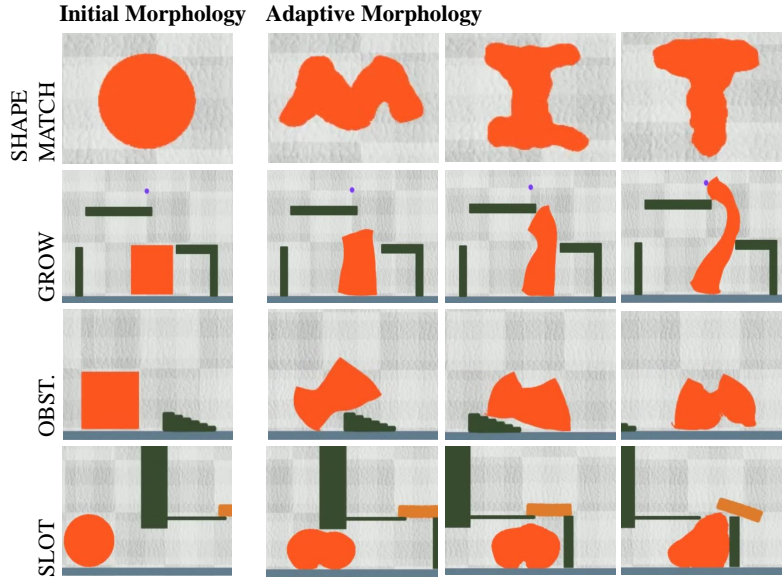 Initial Morphology
Adaptive Morphology
SHAPE
MATCH
GROW
OBST.
SLOT